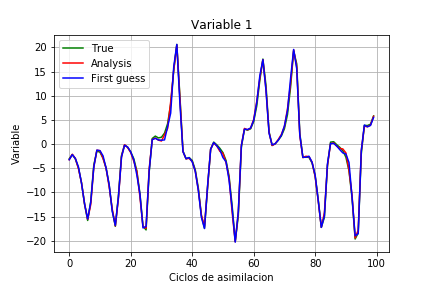 Variable 1
True
Analysis
First guess
Variable
20
15
10
5
0
−5
−10
−15
−20
0 20 40 60 80 100
Ciclos de asimilacion